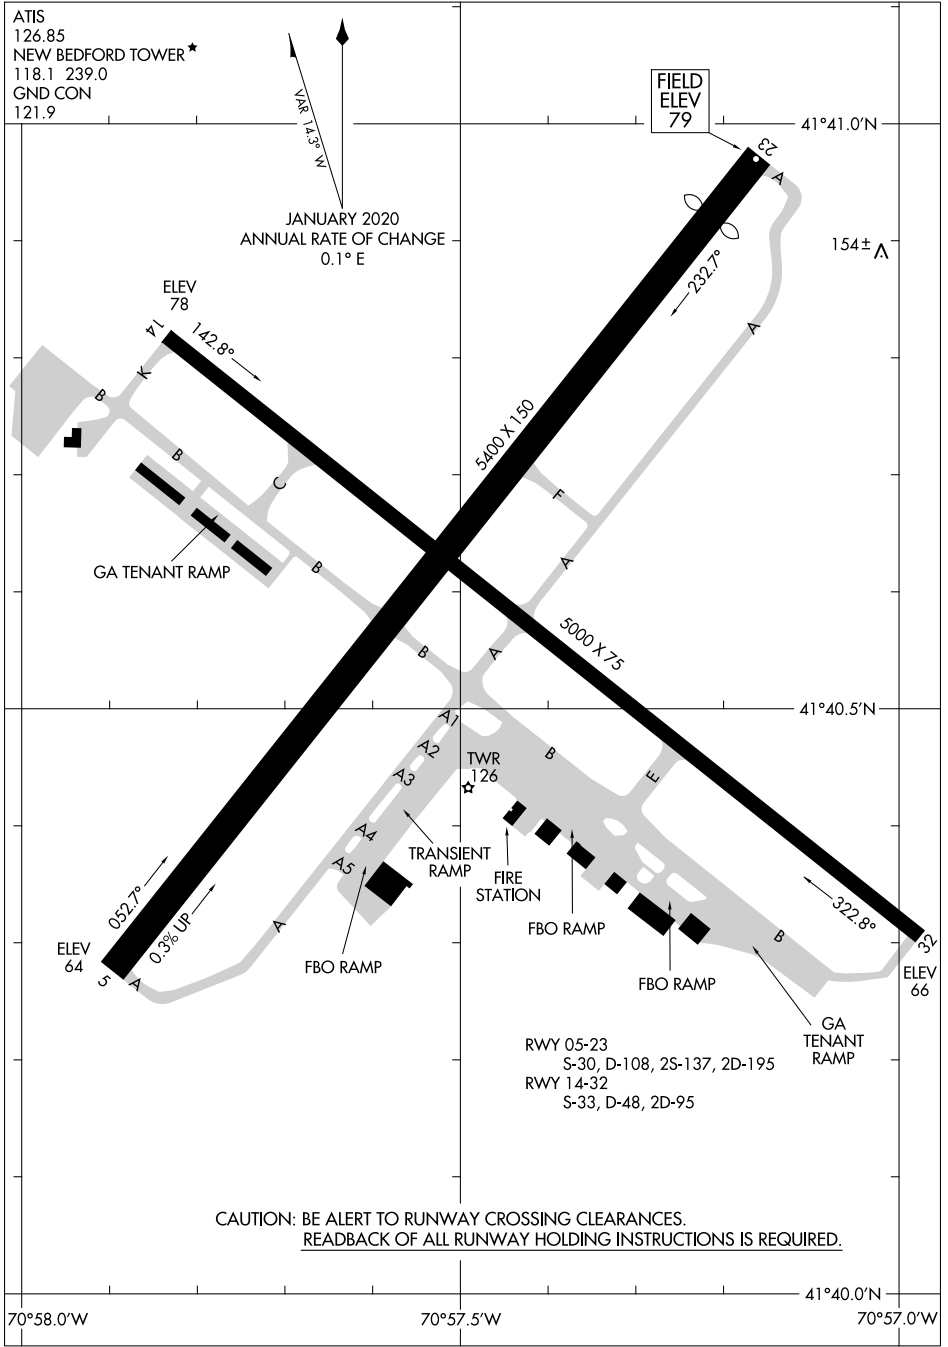 ATIS
126.85
NEW BEDFORD TOWER★
118.1 239.0
GND CON
121.9
VAR 14.3° W
JANUARY 2020
ANNUAL RATE OF CHANGE
0.1° E
FIELD
ELEV
79
41°41.0'N
23
A
154±
232.7°
A
ELEV
78
14
142.8°
K
B
B
C
5400 X 150
F
A
GA TENANT RAMP
B
B
A
5000 X 75
41°40.5'N
A1
A2
A3
A4
A5
TWR
126
B
E
TRANSIENT
RAMP
FIRE
STATION
FBO RAMP
FBO RAMP
FBO RAMP
B
322.8°
32
ELEV
66
GA
TENANT
RAMP
052.7°
0.3% UP
A
ELEV
64
5
A
RWY 05-23
S-30, D-108, 2S-137, 2D-195
RWY 14-32
S-33, D-48, 2D-95
CAUTION: BE ALERT TO RUNWAY CROSSING CLEARANCES.
READBACK OF ALL RUNWAY HOLDING INSTRUCTIONS IS REQUIRED.
41°40.0'N
70°58.0'W
70°57.5'W
70°57.0'W